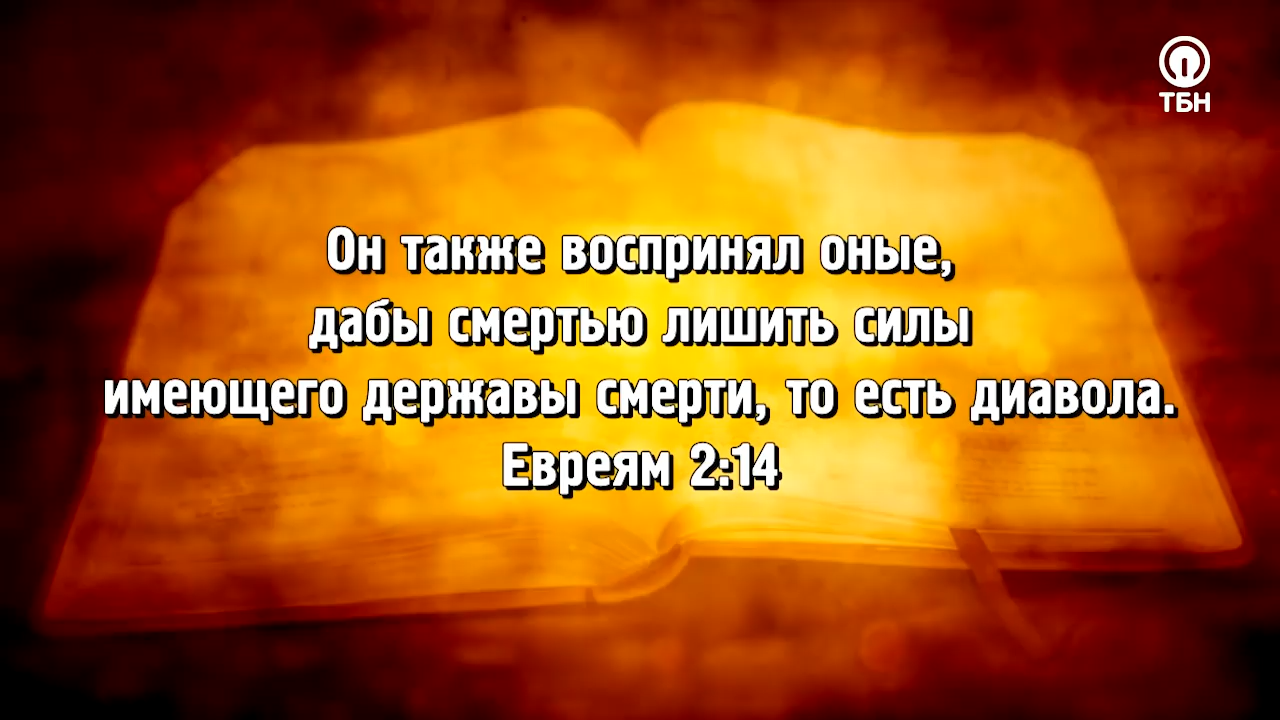 ТБН
Он также воспринял оные,
дабы смертью лишить силы
имеющего державы смерти, то есть диавола.
Евреям 2:14